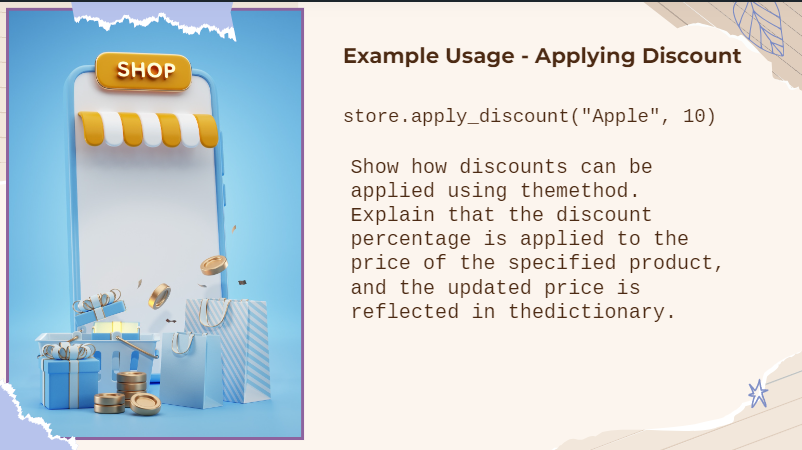 SHOP
Example Usage - Applying Discount
store.apply_discount("Apple", 10)
Show how discounts can be
applied using themethod.
Explain that the discount
percentage is applied to the
price of the specified product,
and the updated price is
reflected in thedictionary.